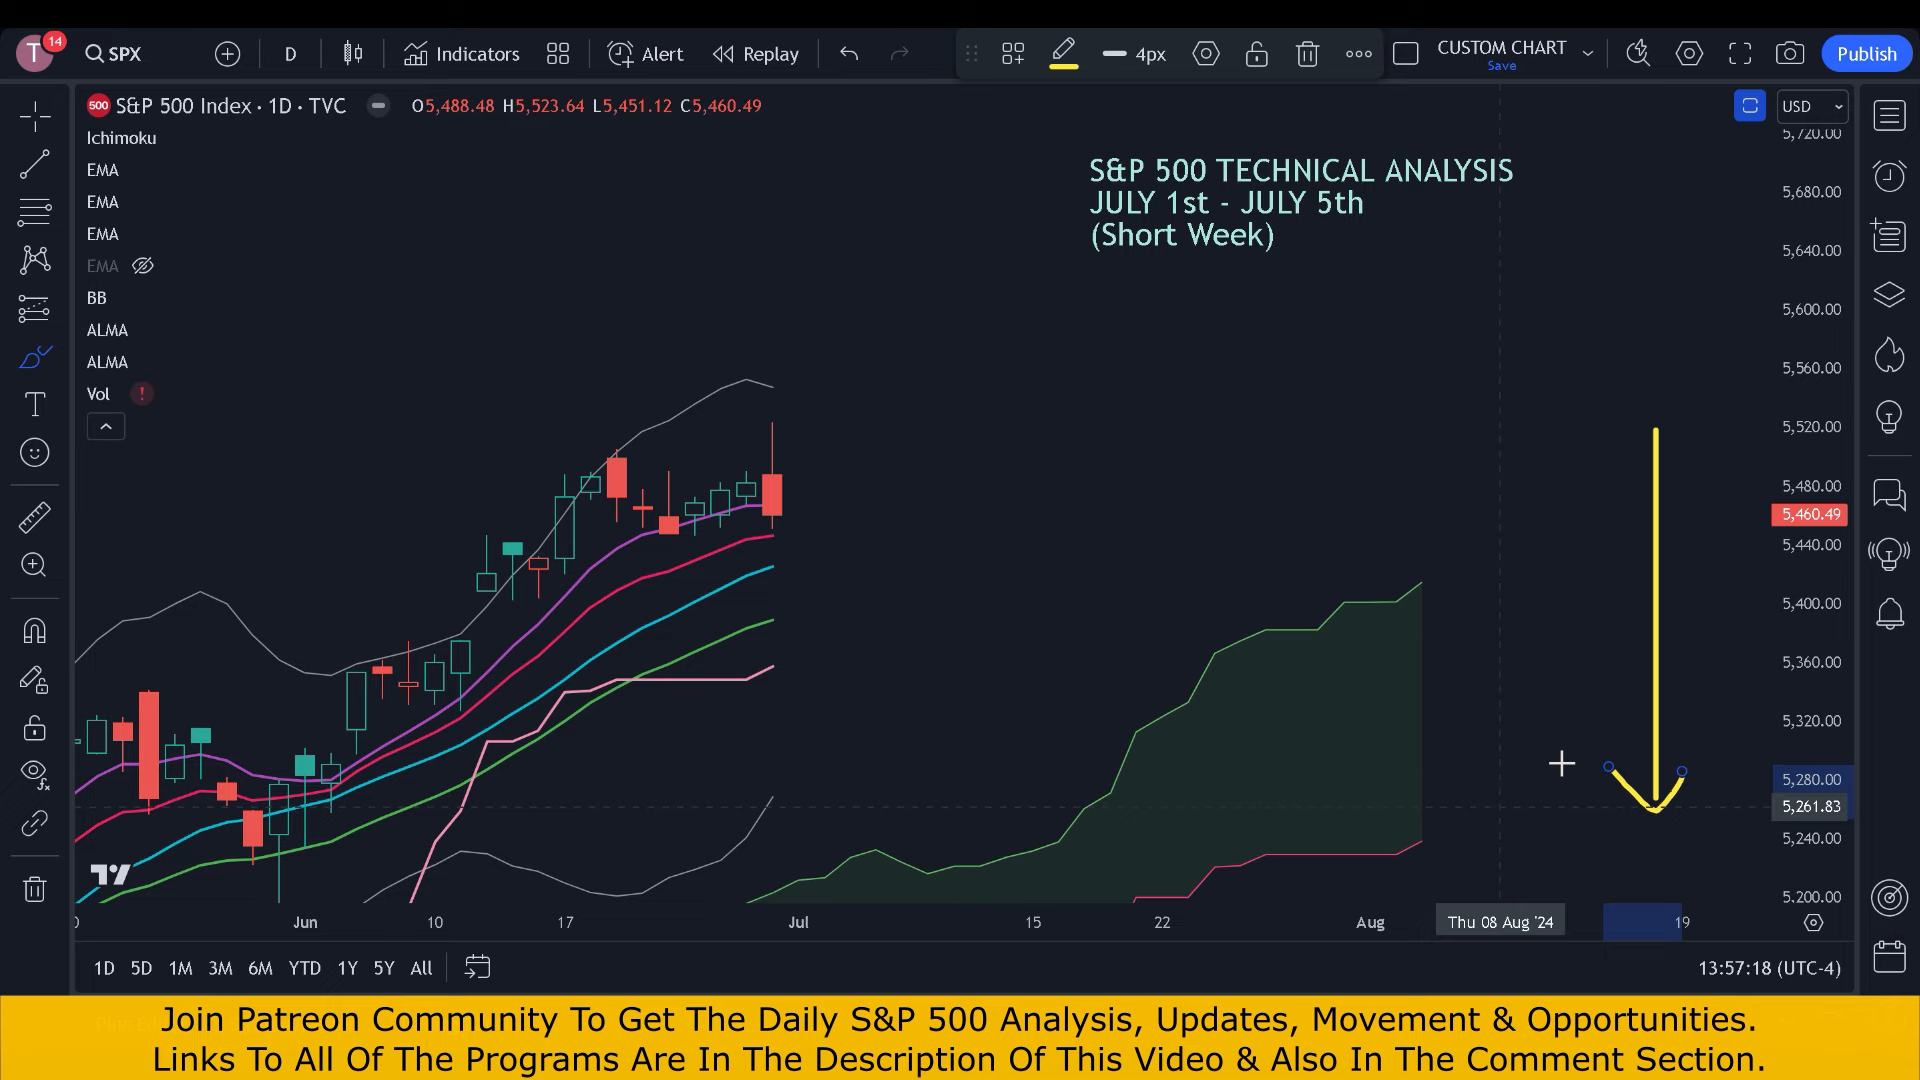 T 14 SPX D Indicators Alert Replay 4px CUSTOM CHART Save Publish
500 S&P 500 Index · 1D · TVC O5,488.48 H5,523.64 L5,451.12 C5,460.49 USD
Ichimoku
EMA
EMA
EMA
EMA
BB
ALMA
ALMA
Vol !
S&P 500 TECHNICAL ANALYSIS
JULY 1st - JULY 5th
(Short Week)
5,720.00
5,680.00
5,640.00
5,600.00
5,560.00
5,520.00
5,480.00
5,460.49
5,440.00
5,400.00
5,360.00
5,320.00
5,280.00
5,261.83
5,240.00
5,200.00
0 Jun 10 17 Jul 15 22 Aug Thu 08 Aug '24 19
1D 5D 1M 3M 6M YTD 1Y 5Y All 13:57:18 (UTC-4)
Join Patreon Community To Get The Daily S&P 500 Analysis, Updates, Movement & Opportunities.
Links To All Of The Programs Are In The Description Of This Video & Also In The Comment Section.